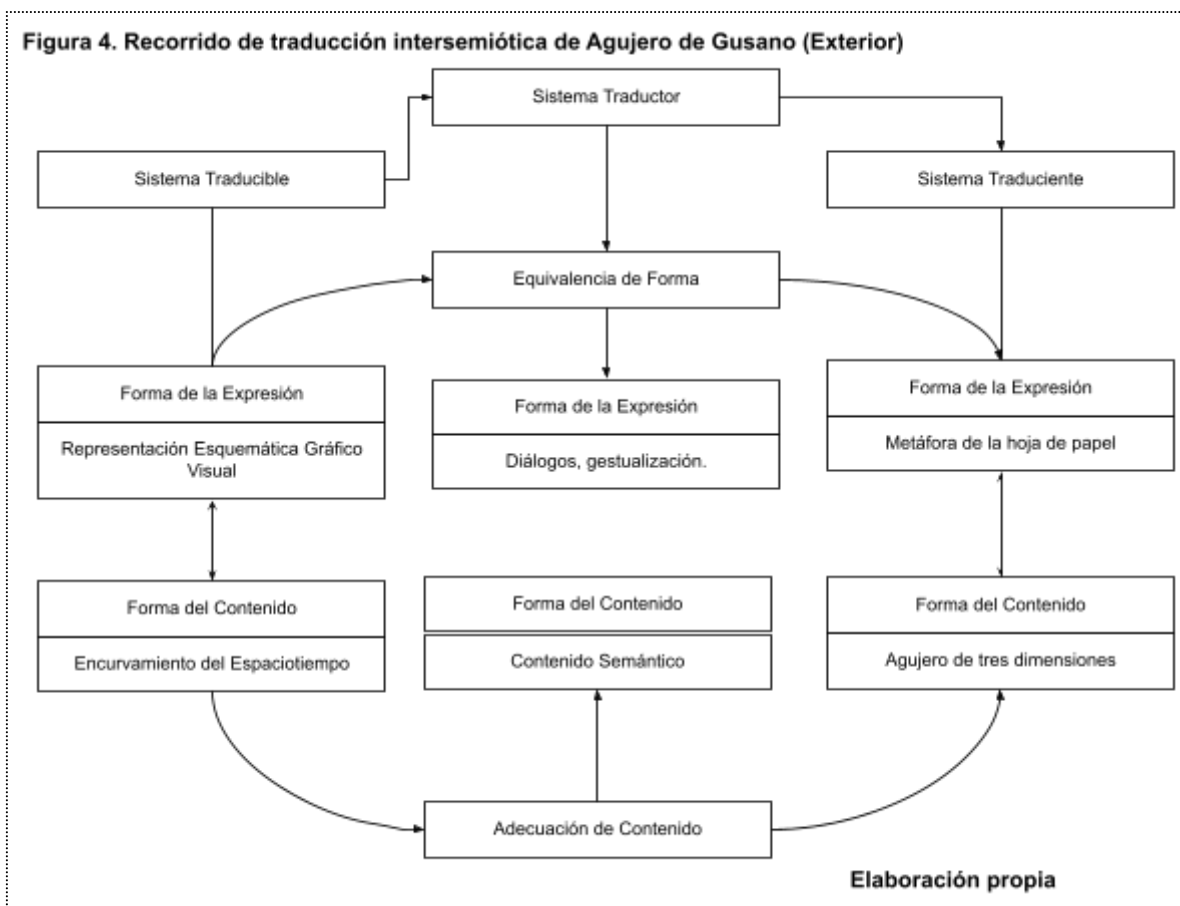 Figura 4. Recorrido de traducción intersemiótica de Agujero de Gusano (Exterior)
Sistema Traductor
Sistema Traducible
Sistema Traduciente
Equivalencia de Forma
Forma de la Expresión
Representación Esquemática Gráfico
Visual
Forma de la Expresión
Diálogos, gestualización.
Forma de la Expresión
Metáfora de la hoja de papel
Forma del Contenido
Encurvamiento del Espaciotiempo
Forma del Contenido
Contenido Semántico
Forma del Contenido
Agujero de tres dimensiones
Adecuación de Contenido
Elaboración propia